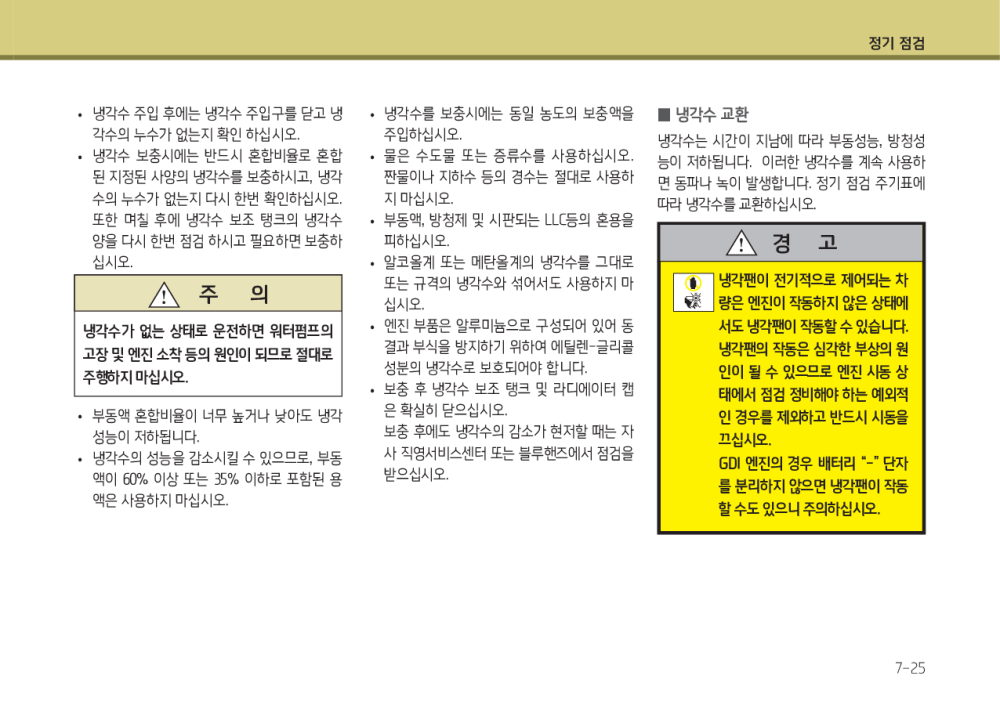 정기 점검
• 냉각수 주입 후에는 냉각수 주입구를 닫고 냉
각수의 누수가 없는지 확인 하십시오.
• 냉각수 보충시에는 반드시 혼합비율로 혼합
된 지정된 사양의 냉각수를 보충하시고, 냉각
수의 누수가 없는지 다시 한번 확인하십시오.
또한 며칠 후에 냉각수 보조 탱크의 냉각수
양을 다시 한번 점검 하시고 필요하면 보충하
십시오.
주 의
냉각수가 없는 상태로 운전하면 워터펌프의
고장 및 엔진 소착 등의 원인이 되므로 절대로
주행하지 마십시오.
• 부동액 혼합비율이 너무 높거나 낮아도 냉각
성능이 저하됩니다.
• 냉각수의 성능을 감소시킬 수 있으므로, 부동
액이 60% 이상 또는 35% 이하로 포함된 용
액은 사용하지 마십시오.
• 냉각수를 보충시에는 동일 농도의 보충액을
주입하십시오.
• 물은 수도물 또는 증류수를 사용하십시오.
짠물이나 지하수 등의 경수는 절대로 사용하
지 마십시오.
• 부동액, 방청제 및 시판되는 LLC등의 혼용을
피하십시오.
• 알코올계 또는 메탄올계의 냉각수를 그대로
또는 규격의 냉각수와 섞어서도 사용하지 마
십시오.
• 엔진 부품은 알루미늄으로 구성되어 있어 동
결과 부식을 방지하기 위하여 에틸렌-글리콜
성분의 냉각수로 보호되어야 합니다.
• 보충 후 냉각수 보조 탱크 및 라디에이터 캡
은 확실히 닫으십시오.
보충 후에도 냉각수의 감소가 현저할 때는 자
사 직영서비스센터 또는 블루핸즈에서 점검을
받으십시오.
■ 냉각수 교환
냉각수는 시간이 지남에 따라 부동성능, 방청성
능이 저하됩니다. 이러한 냉각수를 계속 사용하
면 동파나 녹이 발생합니다. 정기 점검 주기표에
따라 냉각수를 교환하십시오.
경 고
냉각팬이 전기적으로 제어되는 차
량은 엔진이 작동하지 않은 상태에
서도 냉각팬이 작동할 수 있습니다.
냉각팬의 작동은 심각한 부상의 원
인이 될 수 있으므로 엔진 시동 상
태에서 점검 정비해야 하는 예외적
인 경우를 제외하고 반드시 시동을
끄십시오.
GDI 엔진의 경우 배터리 “-” 단자
를 분리하지 않으면 냉각팬이 작동
할 수도 있으니 주의하십시오.
7-25